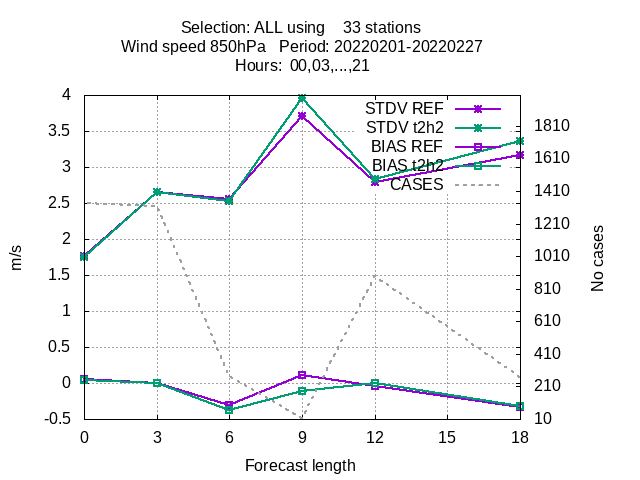 Selection: ALL using    33 stations
Wind speed 850hPa   Period: 20220201-20220227
Hours:  00,03,...,21
STDV REF
STDV t2h2
BIAS REF
BIAS t2h2
CASES
4
3.5
3
2.5
2
1.5
1
0.5
0
-0.5
m/s
1810
1610
1410
1210
1010
810
610
410
210
10
No cases
0 3 6 9 12 15 18
Forecast length